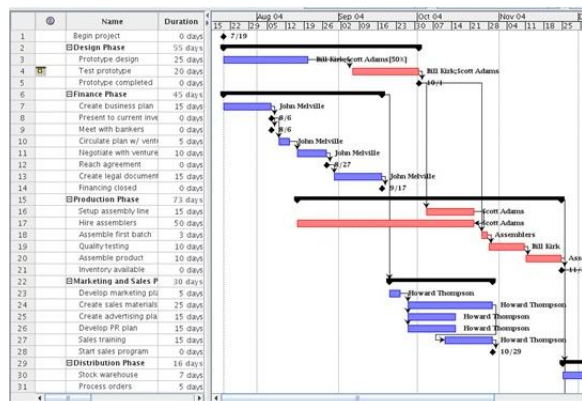 Name Duration
Aug 04 Sep 04 Oct 04 Nov 04
15 22 29 05 12 19 26 02 09 16 23 30 07 14 21 28 04 11 18 25
1 Begin project 0 days 7/19
2 Design Phase 55 days
3 Prototype design 25 days Bill Kirk;Scott Adams[50%]
4 Test prototype 20 days Bill Kirk;Scott Adams
5 Prototype completed 0 days 10/1
6 Finance Phase 45 days
7 Create business plan 15 days John Melville
8 Present to current inve 0 days 8/6
9 Meet with bankers 0 days 8/6
10 Circulate plan w/ vent 5 days John Melville
11 Negotiate with venture 10 days John Melville
12 Reach agreement 0 days 8/27
13 Create legal document 15 days John Melville
14 Financing closed 0 days 9/17
15 Production Phase 73 days
16 Setup assembly line 15 days Scott Adams
17 Hire assemblers 50 days Scott Adams
18 Assemble first batch 3 days Assemblers
19 Quality testing 10 days Bill Kirk
20 Assemble product 10 days
21 Inventory available 0 days
22 Marketing and Sales P 30 days
23 Develop marketing pla 5 days Howard Thompson
24 Create sales materials 25 days Howard Thompson
25 Create advertising pla 15 days Howard Thompson
26 Develop PR plan 15 days Howard Thompson
27 Sales training 15 days Howard Thompson
28 Start sales program 0 days 10/29
29 Distribution Phase 16 days
30 Stock warehouse 7 days
31 Process orders 5 days